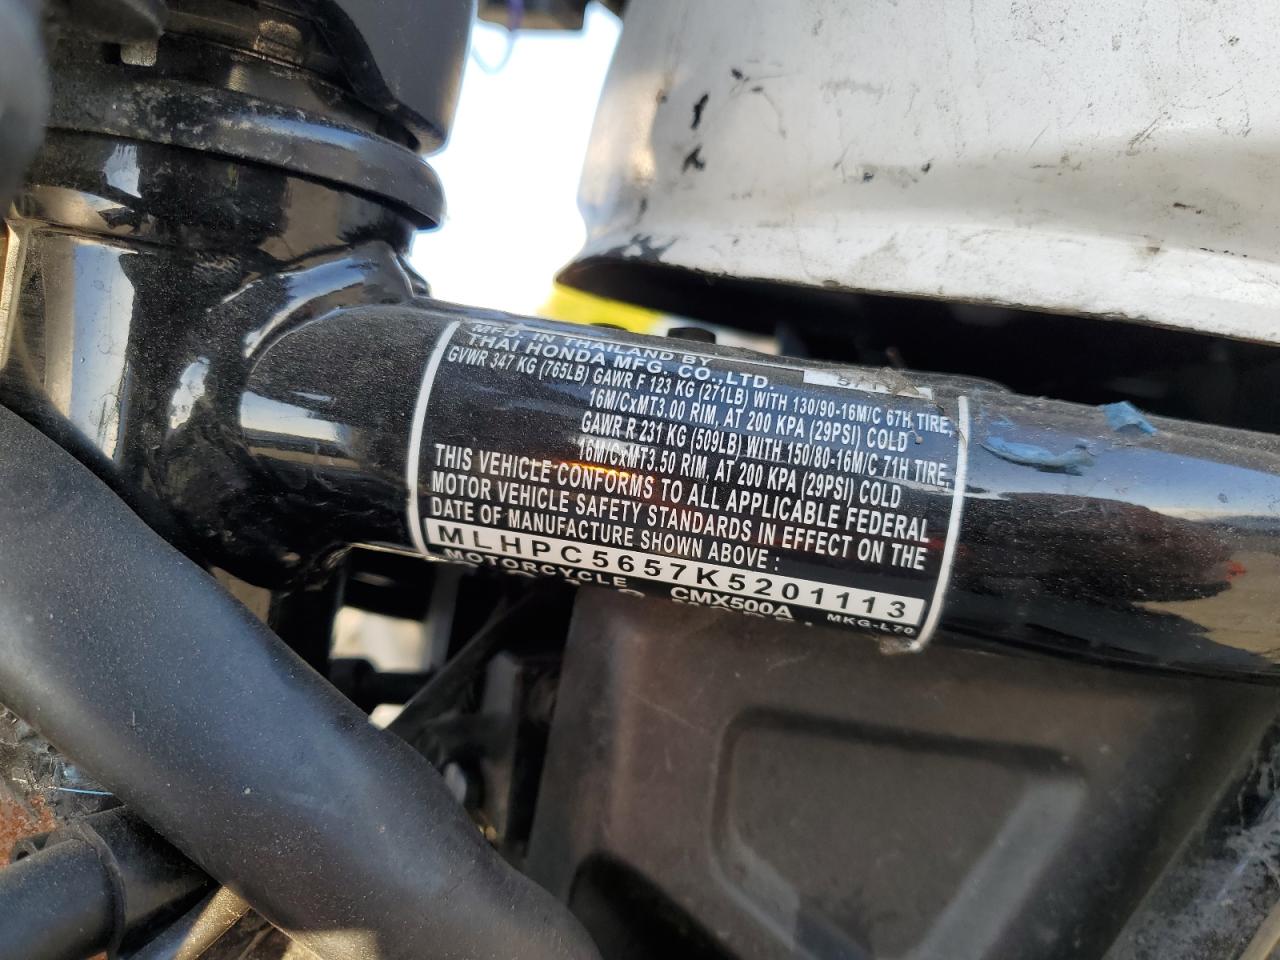 MFD. IN THAILAND BY
THAI HONDA MFG. CO.,LTD.
GVWR 347 KG (765LB) GAWR F 123 KG (271LB) WITH 130/90-16M/C 67H TIRE,
16M/CxMT3.00 RIM, AT 200 KPA (29PSI) COLD
GAWR R 231 KG (509LB) WITH 150/80-16M/C 71H TIRE,
16M/CxMT3.50 RIM, AT 200 KPA (29PSI) COLD
THIS VEHICLE CONFORMS TO ALL APPLICABLE FEDERAL
MOTOR VEHICLE SAFETY STANDARDS IN EFFECT ON THE
DATE OF MANUFACTURE SHOWN ABOVE :
MLHPC5657K5201113
MOTORCYCLE CMX500A MKG-L70